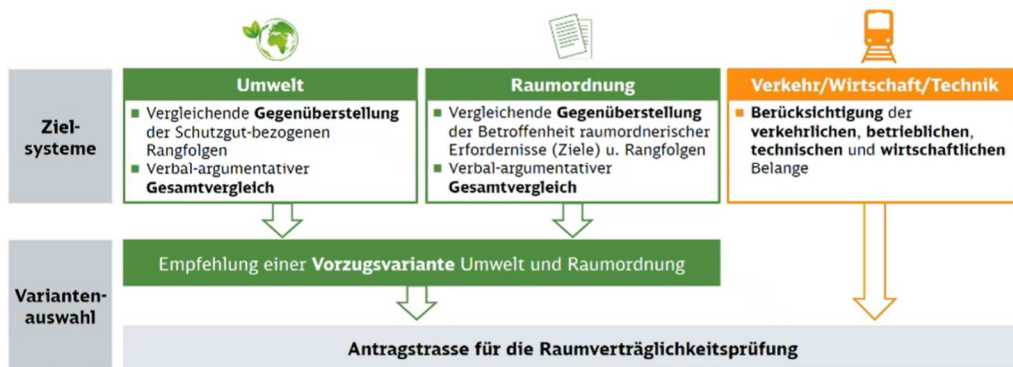 Ziel-
systeme
Umwelt
▪ Vergleichende Gegenüberstellung
der Schutzgut-bezogenen
Rangfolgen
▪ Verbal-argumentativer
Gesamtvergleich
Raumordnung
▪ Vergleichende Gegenüberstellung
der Betroffenheit raumordnerischer
Erfordernisse (Ziele) u. Rangfolgen
▪ Verbal-argumentativer
Gesamtvergleich
Verkehr/Wirtschaft/Technik
▪ Berücksichtigung der
verkehrlichen, betrieblichen,
technischen und wirtschaftlichen
Belange
Varianten-
auswahl
Empfehlung einer Vorzugsvariante Umwelt und Raumordnung
Antragstrasse für die Raumverträglichkeitsprüfung